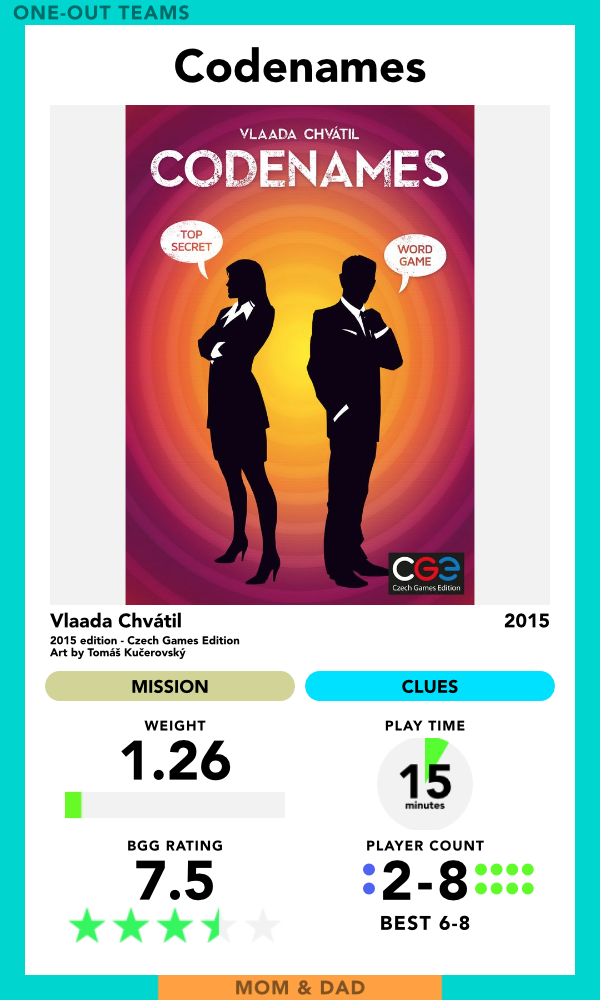 ONE-OUT TEAMS
Codenames
VLAADA CHVÁTIL
CODENAMES
TOP
SECRET
WORD
GAME
CGE
Czech Games Edition
Vlaada Chvátil 2015
2015 edition - Czech Games Edition
Art by Tomáš Kučerovský
MISSION CLUES
WEIGHT PLAY TIME
1.26 15
minutes
BGG RATING PLAYER COUNT
7.5 2-8
BEST 6-8
MOM & DAD